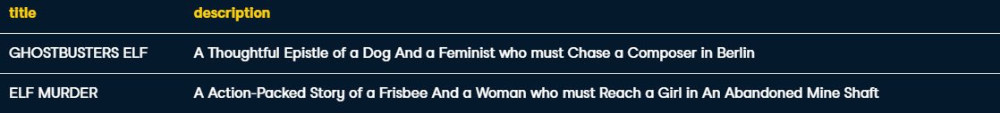 title description
GHOSTBUSTERS ELF A Thoughtful Epistle of a Dog And a Feminist who must Chase a Composer in Berlin
ELF MURDER A Action-Packed Story of a Frisbee And a Woman who must Reach a Girl in An Abandoned Mine Shaft